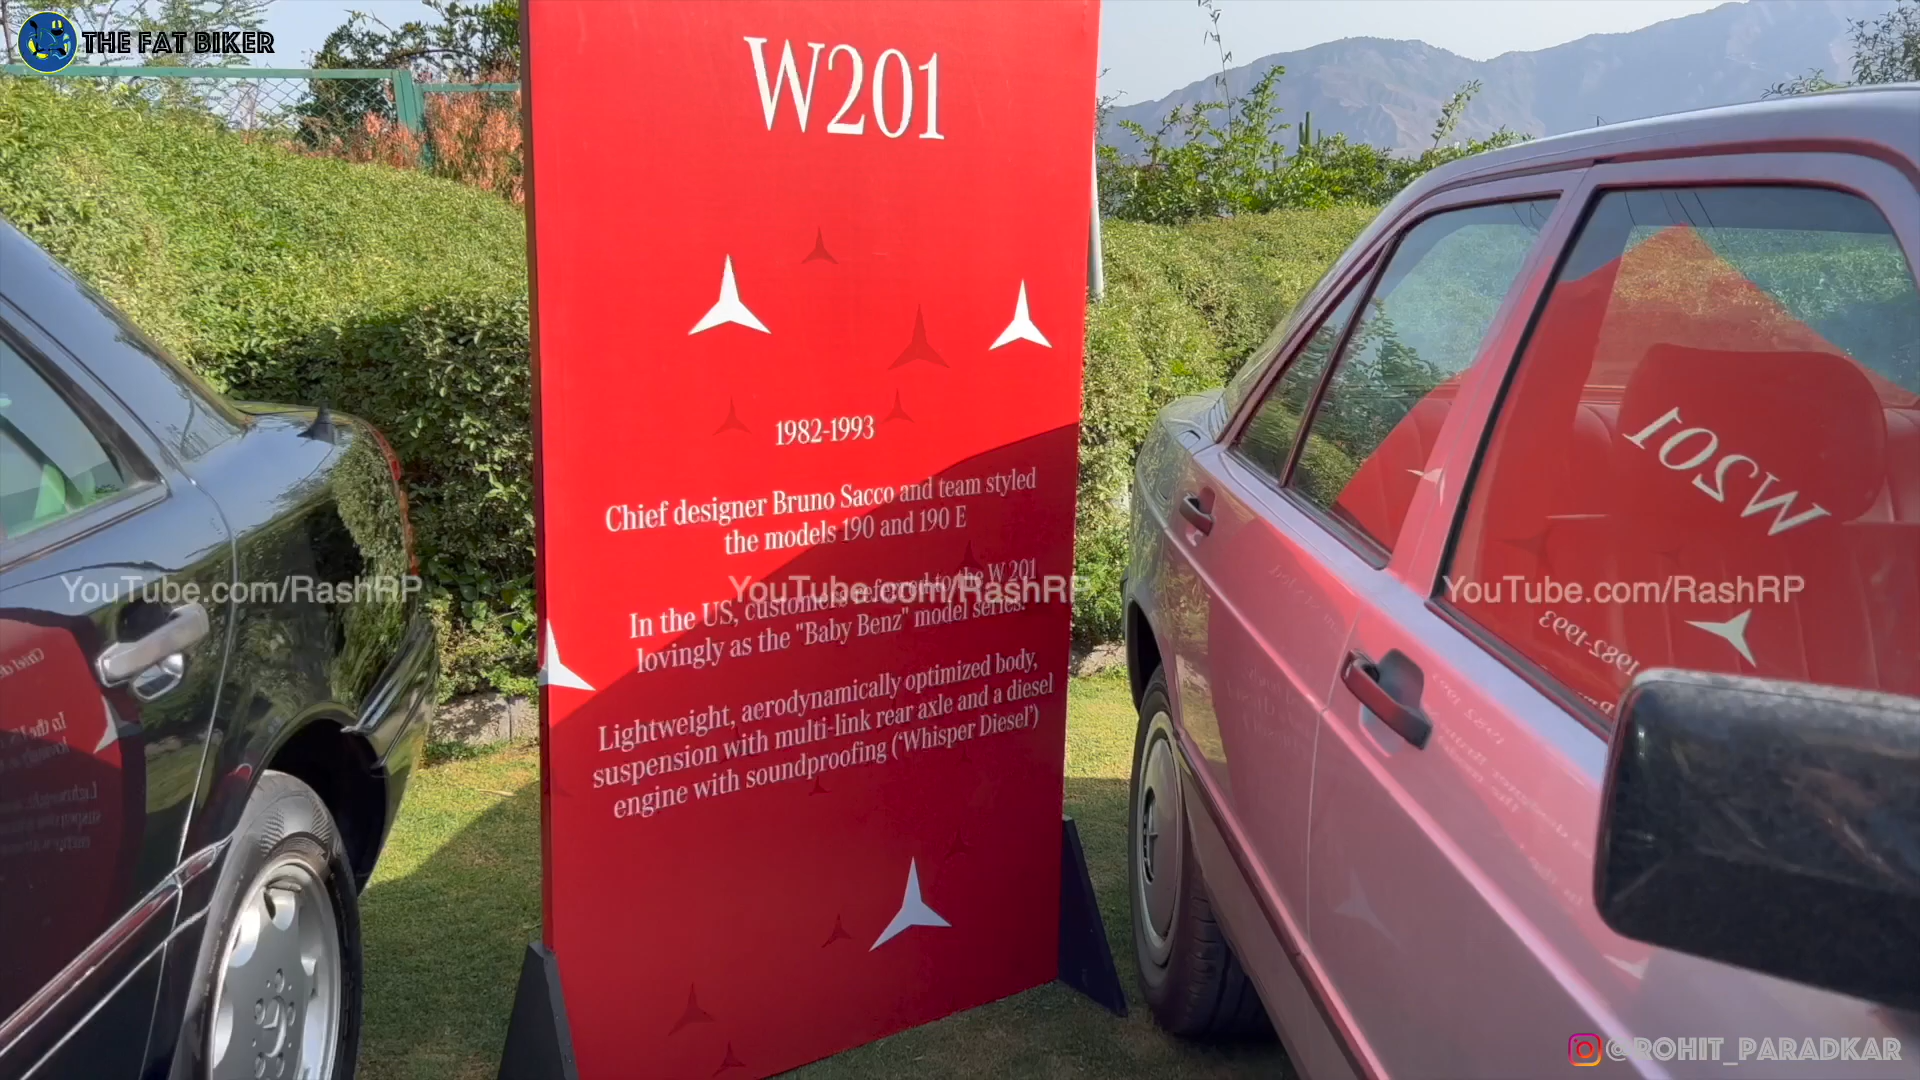 THE FAT BIKER
W201
1982-1993
Chief designer Bruno Sacco and team styled
the models 190 and 190 E
In the US, customers referred to the W 201
lovingly as the "Baby Benz" model series.
Lightweight, aerodynamically optimized body,
suspension with multi-link rear axle and a diesel
engine with soundproofing ('Whisper Diesel')
W201
1982-1993
YouTube.com/RashRP
YouTube.com/RashRP
YouTube.com/RashRP
@ROHIT_PARADKAR